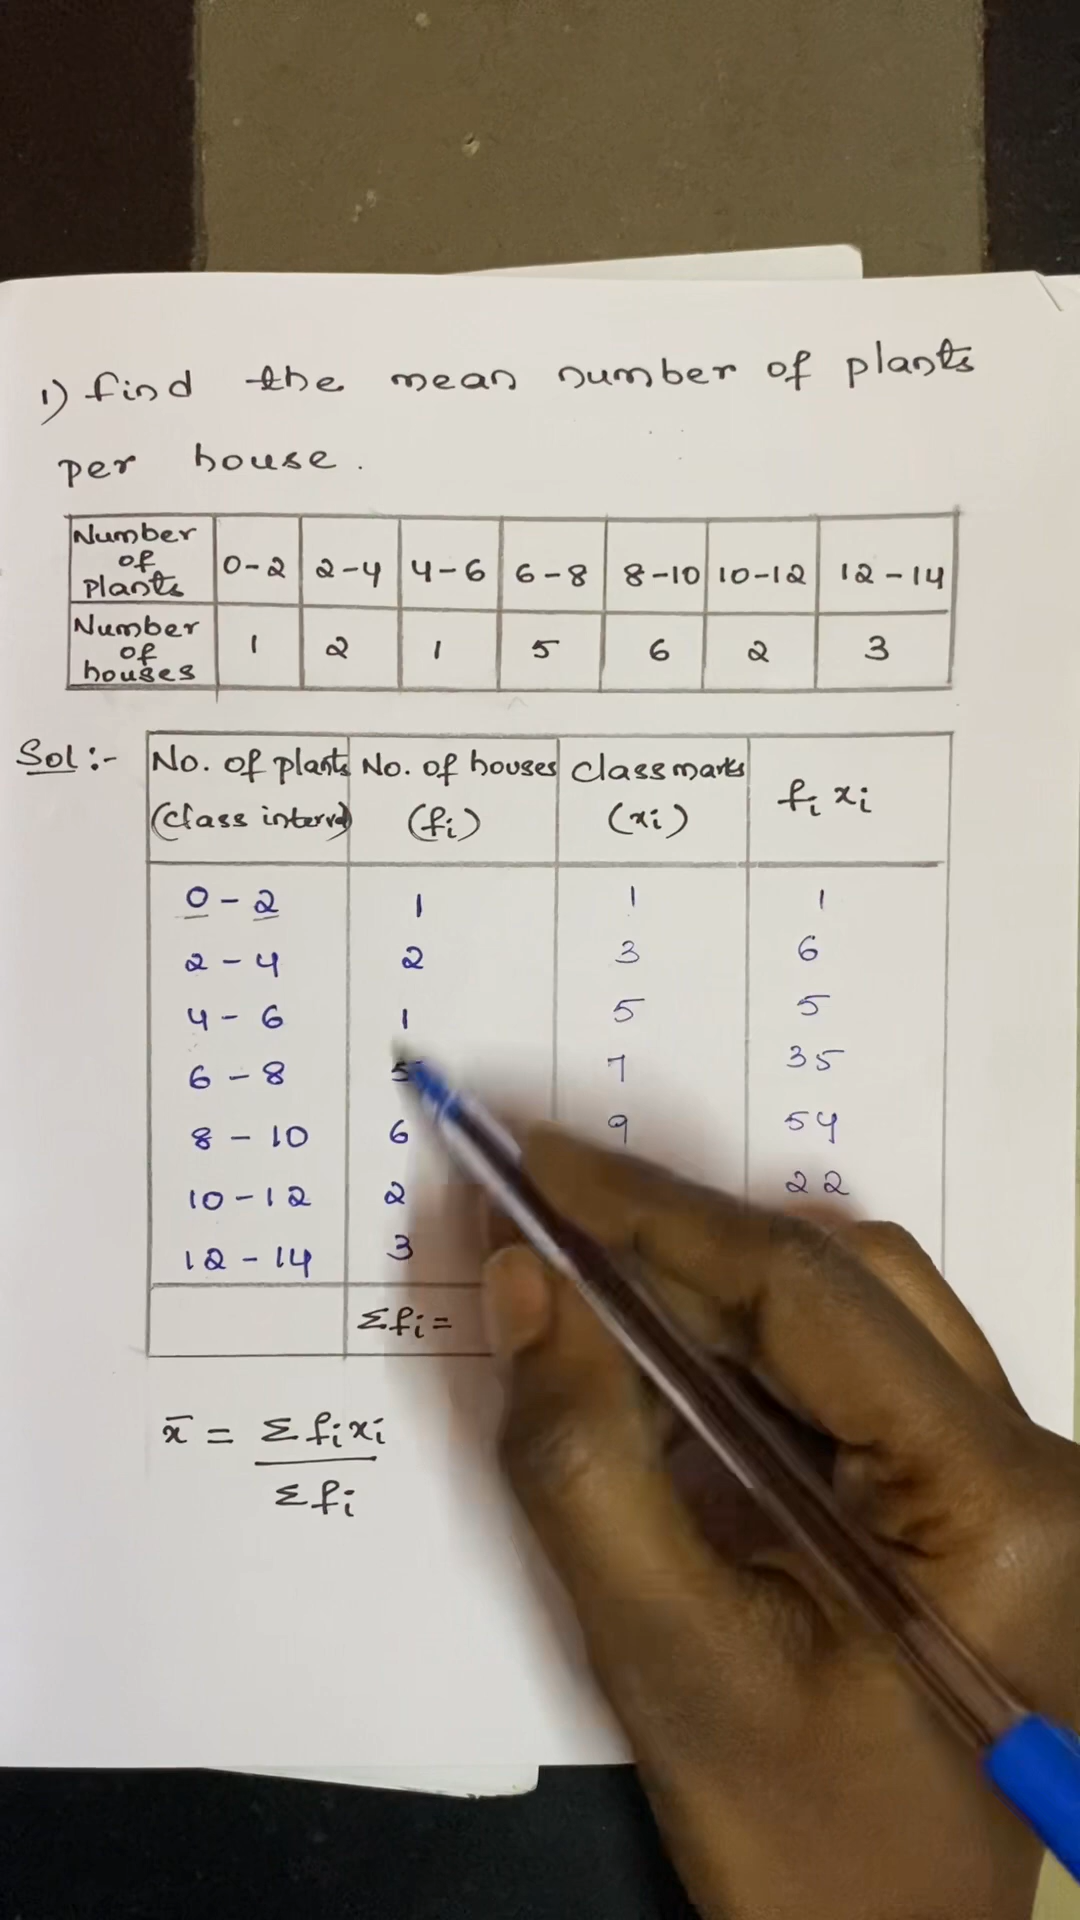 1) find the mean number of plants
per house.
Number of plants 0-2 2-4 4-6 6-8 8-10 10-12 12-14
Number of houses 1 2 1 5 6 2 3
Sol:- No. of plants (class interval) No. of houses (fi) class marks (xi) fi xi
0-2 1 1 1
2-4 2 3 6
4-6 1 5 5
6-8 5 7 35
8-10 6 9 54
10-12 2 22
12-14 3
Σfi=
x̄ = Σfixi
Σfi